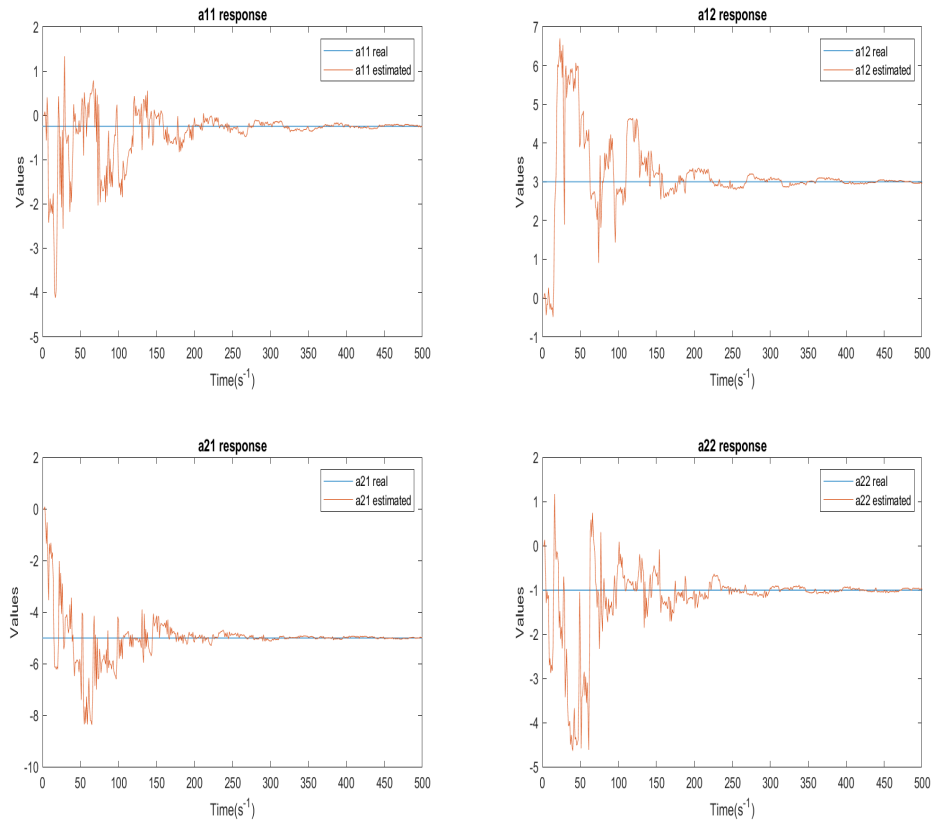 a11 response
a11 real
a11 estimated
2
1
0
-1
-2
-3
-4
-5
Values
0 50 100 150 200 250 300 350 400 450 500
Time(s⁻¹)
a12 response
a12 real
a12 estimated
7
6
5
4
3
2
1
0
-1
Values
0 50 100 150 200 250 300 350 400 450 500
Time(s⁻¹)
a21 response
a21 real
a21 estimated
2
0
-2
-4
-6
-8
-10
Values
0 50 100 150 200 250 300 350 400 450 500
Time(s⁻¹)
a22 response
a22 real
a22 estimated
2
1
0
-1
-2
-3
-4
-5
Values
0 50 100 150 200 250 300 350 400 450 500
Time(s⁻¹)